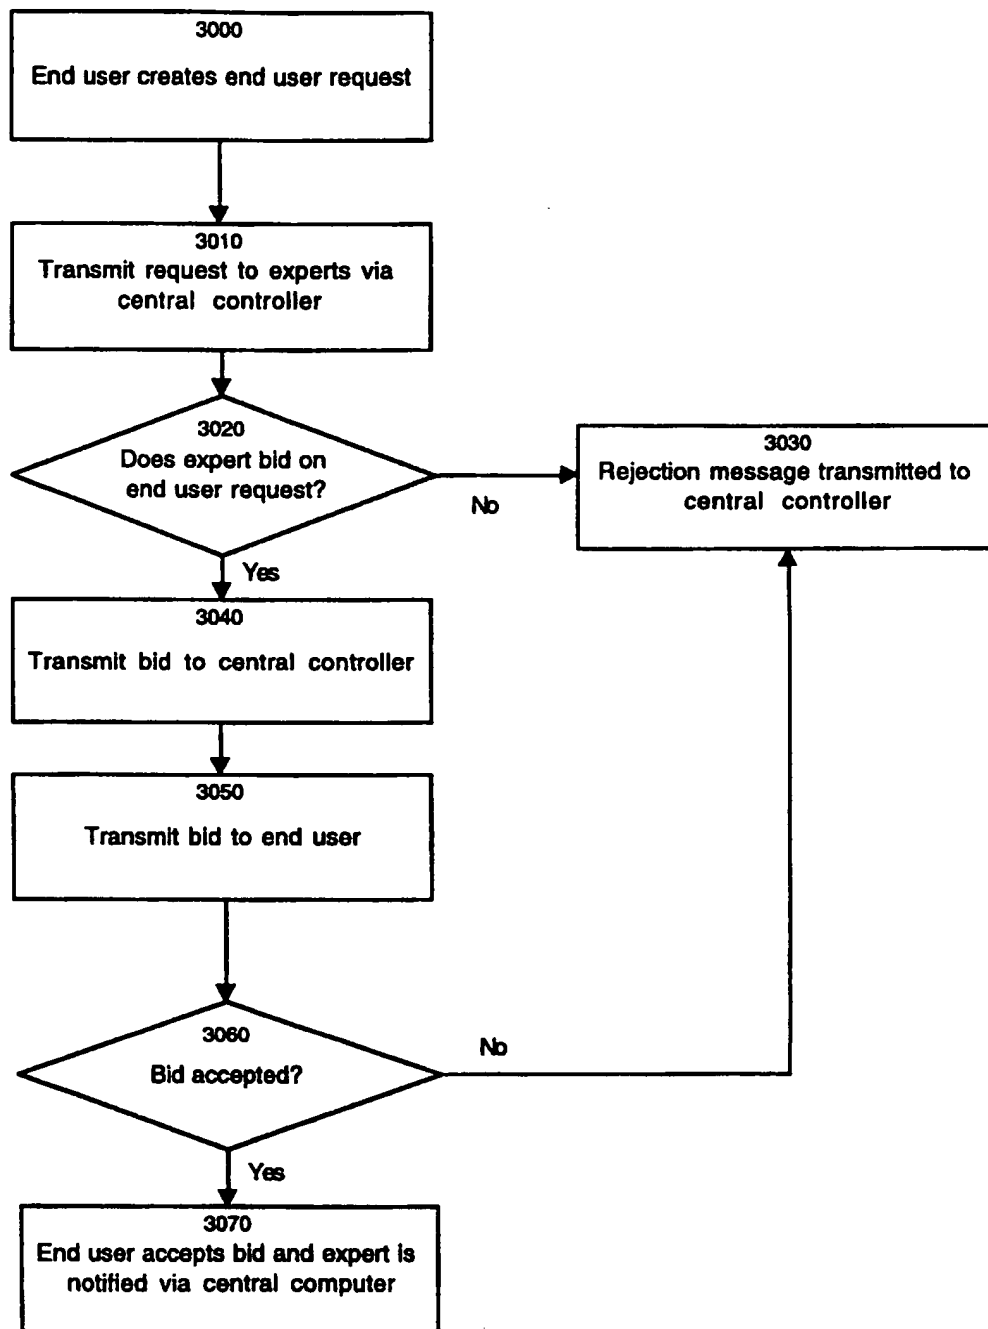 3000
End user creates end user request
3010
Transmit request to experts via
central controller
3020
Does expert bid on
end user request?
No
3030
Rejection message transmitted to
central controller
Yes
3040
Transmit bid to central controller
3050
Transmit bid to end user
3060
Bid accepted?
No
Yes
3070
End user accepts bid and expert is
notified via central computer